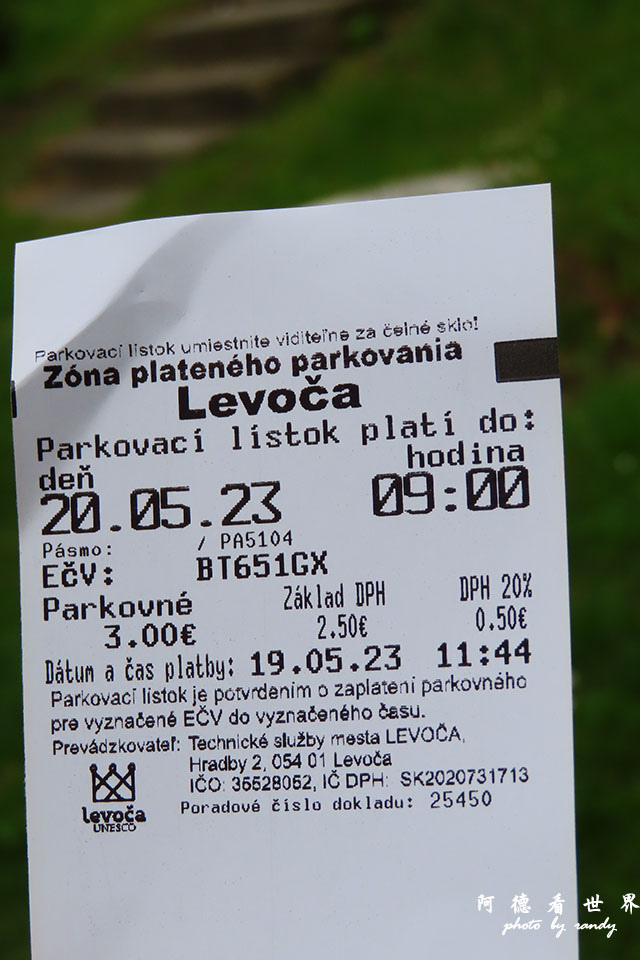 Parkovací lístok umiestnite viditeľne za čelné sklo!
Zóna plateného parkovania
Levoča
Parkovací lístok platí do:
deň hodina
20.05.23 09:00
Pásmo: / PA5104
EČV: BT651GX
Parkovné Základ DPH DPH 20%
3.00€ 2.50€ 0.50€
Dátum a čas platby: 19.05.23 11:44
Parkovací lístok je potvrdením o zaplatení parkovného
pre vyznačené EČV do vyznačeného času.
Prevádzkovateľ: Technické služby mesta LEVOČA,
Hradby 2, 054 01 Levoča
IČO: 35528052, IČ DPH: SK2020731713
Poradové číslo dokladu: 25450
levoča
UNESCO
阿德看世界
photo by randy